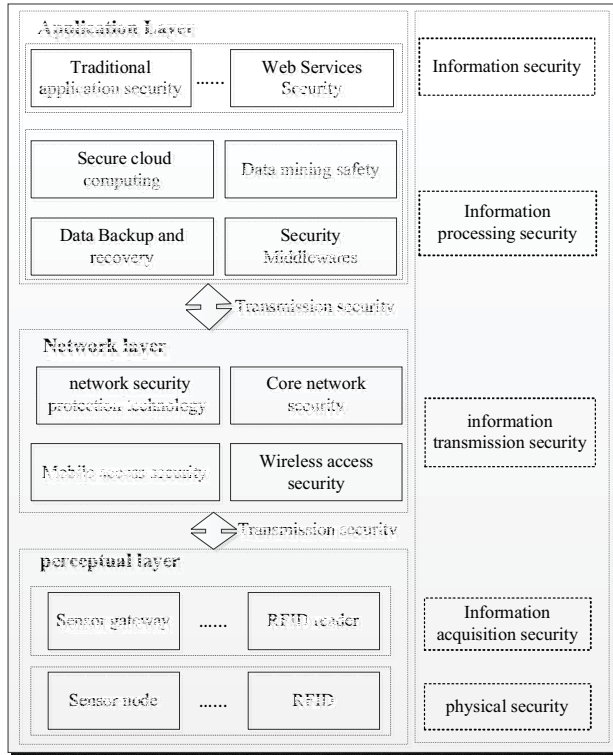 Application Layer
Traditional
application security
......
Web Services
Security
Information security
Secure cloud
computing
Data mining safety
Data Backup and
recovery
Security
Middlewares
Information
processing security
Transmission security
Network layer
network security
protection technology
Core network
security
Mobile access security
Wireless access
security
information
transmission security
Transmission security
perceptual layer
Sensor gateway
......
RFID reader
Information
acquisition security
Sensor node
......
RFID
physical security